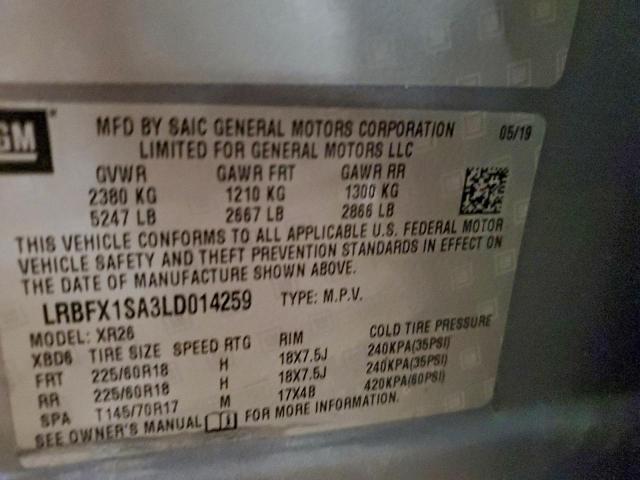 GM MFD BY SAIC GENERAL MOTORS CORPORATION 05/19
LIMITED FOR GENERAL MOTORS LLC
GVWR GAWR FRT GAWR RR
2380 KG 1210 KG 1300 KG
5247 LB 2667 LB 2866 LB
THIS VEHICLE CONFORMS TO ALL APPLICABLE U.S. FEDERAL MOTOR
VEHICLE SAFETY AND THEFT PREVENTION STANDARDS IN EFFECT ON
THE DATE OF MANUFACTURE SHOWN ABOVE.
LRBFX1SA3LD014259 TYPE: M.P.V.
MODEL: XR26
XBD6 TIRE SIZE SPEED RTG RIM COLD TIRE PRESSURE
FRT 225/60R18 H 18X7.5J 240KPA(35PSI)
RR 225/60R18 H 18X7.5J 240KPA(35PSI)
SPA T145/70R17 M 17X4B 420KPA(60PSI)
SEE OWNER'S MANUAL FOR MORE INFORMATION.